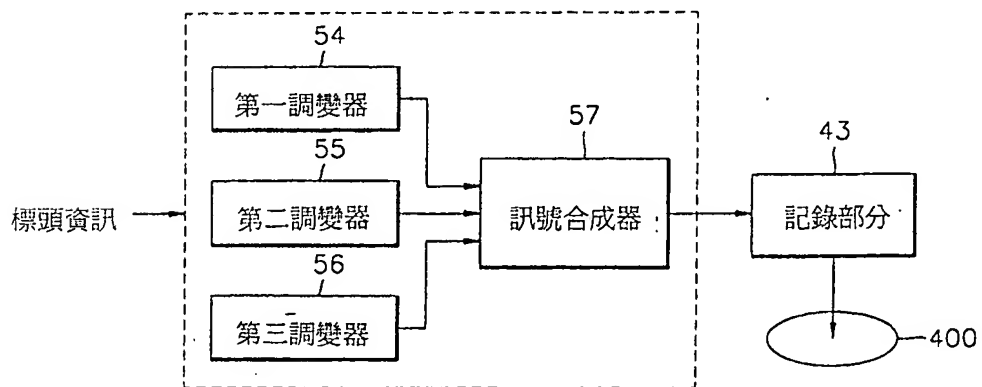 54
第一調變器
55
第二調變器
56
第三調變器
標頭資訊
57
訊號合成器
43
記錄部分
400